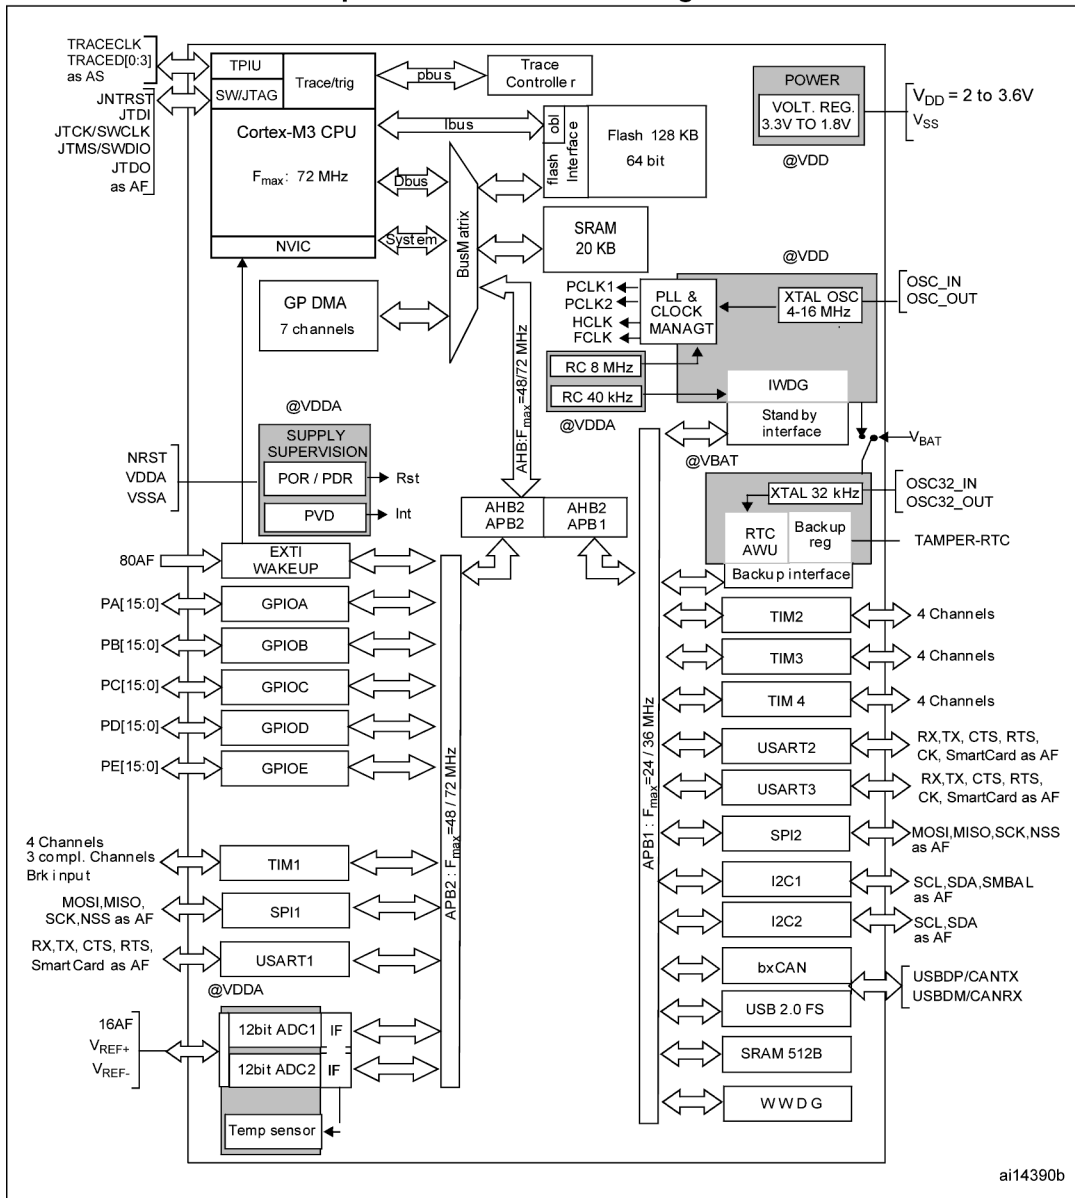 TRACECLK
TRACED[0:3]
as AS
TPIU
Trace/trig
SW/JTAG
pbus
Trace
Controller
JNTRST
JTDI
JTCK/SWCLK
JTMS/SWDIO
JTDO
as AF
Cortex-M3 CPU
Fmax: 72 MHz
NVIC
Ibus
Dbus
System
BusMatrix
obl
flash
Interface
Flash 128 KB
64 bit
SRAM
20 KB
POWER
VOLT. REG.
3.3V TO 1.8V
@VDD
VDD = 2 to 3.6V
VSS
GP DMA
7 channels
AHB:Fmax=48/72 MHz
@VDD
PCLK1
PCLK2
HCLK
FCLK
PLL &
CLOCK
MANAGT
XTAL OSC
4-16 MHz
OSC_IN
OSC_OUT
RC 8 MHz
RC 40 kHz
@VDDA
IWDG
Standby
interface
VBAT
@VBAT
@VDDA
SUPPLY
SUPERVISION
NRST
VDDA
VSSA
POR / PDR
Rst
PVD
Int
XTAL 32 kHz
OSC32_IN
OSC32_OUT
RTC
AWU
Backup
reg
TAMPER-RTC
Backup interface
AHB2
APB2
AHB2
APB1
80AF
EXTI
WAKEUP
PA[15:0]
GPIOA
PB[15:0]
GPIOB
PC[15:0]
GPIOC
PD[15:0]
GPIOD
PE[15:0]
GPIOE
APB2 : Fmax=48 / 72 MHz
4 Channels
3 compl. Channels
Brk input
TIM1
MOSI,MISO,
SCK,NSS as AF
SPI1
RX,TX, CTS, RTS,
SmartCard as AF
USART1
@VDDA
16AF
VREF+
VREF-
12bit ADC1
IF
12bit ADC2
IF
Temp sensor
APB1 : Fmax=24 / 36 MHz
TIM2
4 Channels
TIM3
4 Channels
TIM 4
4 Channels
USART2
RX,TX, CTS, RTS,
CK, SmartCard as AF
USART3
RX,TX, CTS, RTS,
CK, SmartCard as AF
SPI2
MOSI,MISO,SCK,NSS
as AF
I2C1
SCL,SDA,SMBAL
as AF
I2C2
SCL,SDA
as AF
bxCAN
USBDP/CANTX
USBDM/CANRX
USB 2.0 FS
SRAM 512B
WWDG
ai14390b